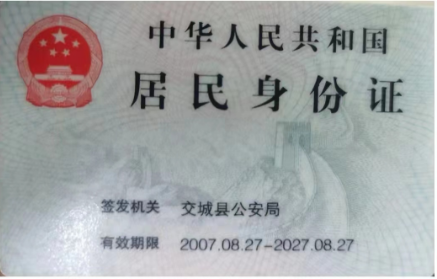 中华人民共和国
居民身份证
签发机关 交城县公安局
有效期限 2007.08.27-2027.08.27